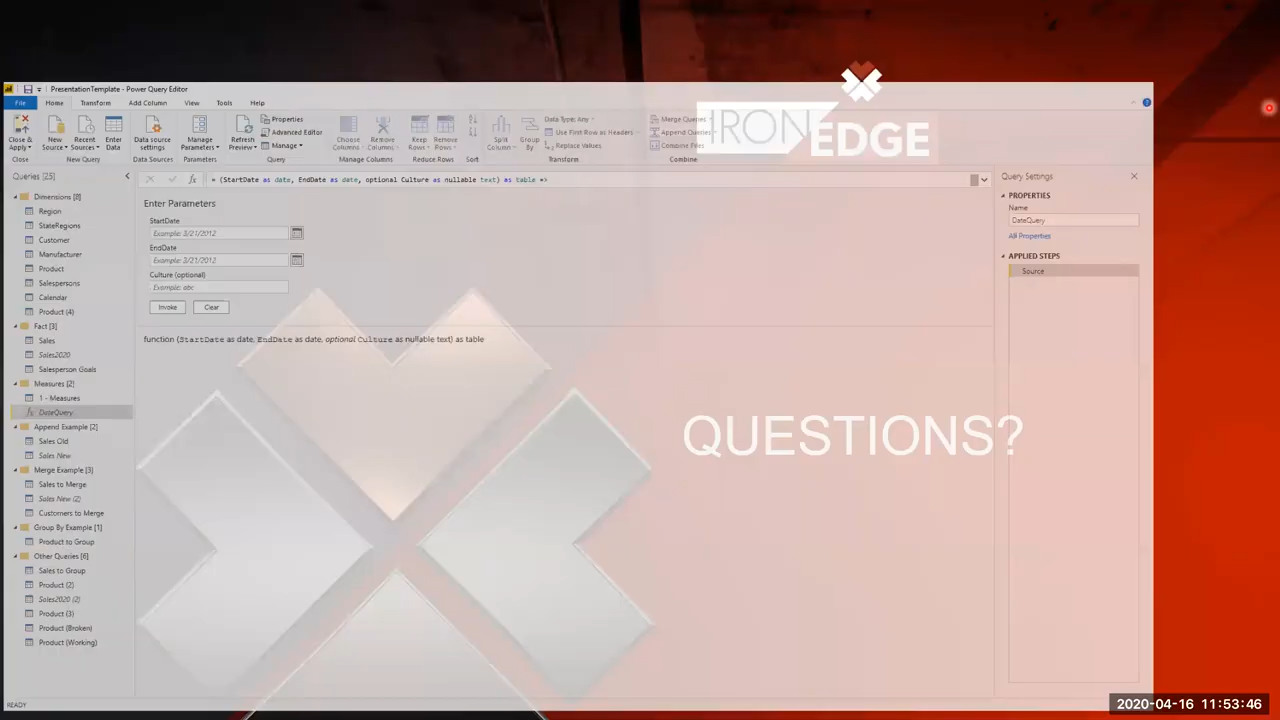 PresentationTemplate - Power Query Editor
File Home Transform Add Column View Tools Help
Close & Apply
New Source
Recent Sources
Enter Data
Data source settings
Manage Parameters
Refresh Preview
Properties
Advanced Editor
Manage
Choose Columns
Remove Columns
Keep Rows
Remove Rows
Split Column
Group By
Data Type: Any
Use First Row as Headers
Replace Values
Merge Queries
Append Queries
Combine Files
Close New Query Data Sources Parameters Query Manage Columns Reduce Rows Sort Transform Combine
IRON
EDGE
Queries [25]
= (StartDate as date, EndDate as date, optional Culture as nullable text) as table =>
Dimensions [8]
Region
StateRegions
Customer
Manufacturer
Product
Salespersons
Calendar
Product (4)
Fact [3]
Sales
Sales2020
Salesperson Goals
Measures [2]
1 - Measures
fx DateQuery
Append Example [2]
Sales Old
Sales New
Merge Example [3]
Sales to Merge
Sales New (2)
Customers to Merge
Group By Example [1]
Product to Group
Other Queries [6]
Sales to Group
Product (2)
Sales2020 (2)
Product (3)
Product (Broken)
Product (Working)
Enter Parameters
StartDate
Example: 3/21/2012
EndDate
Example: 3/21/2012
Culture (optional)
Example: abc
Invoke Clear
function (StartDate as date, EndDate as date, optional Culture as nullable text) as table
QUESTIONS?
Query Settings
PROPERTIES
Name
DateQuery
All Properties
APPLIED STEPS
Source
READY
2020-04-16 11:53:46